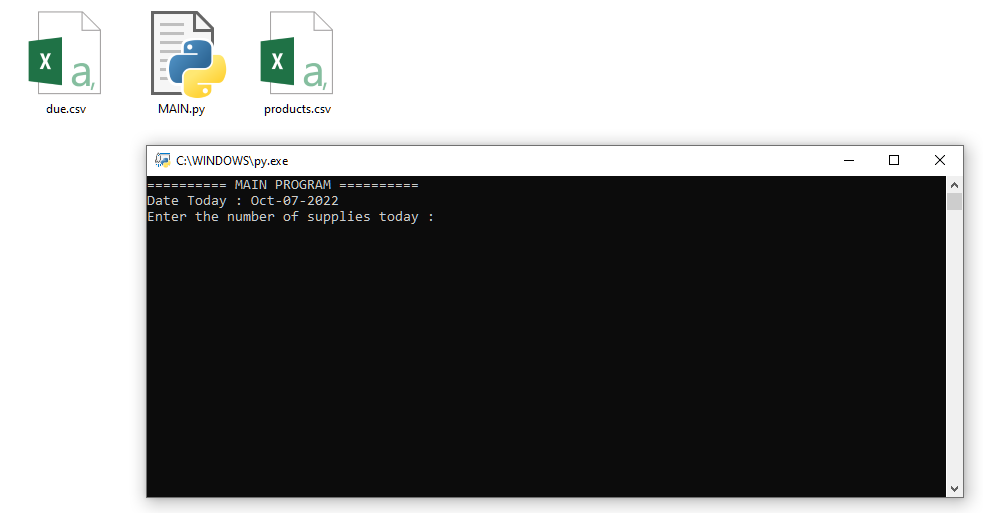 due.csv
MAIN.py
products.csv
C:\WINDOWS\py.exe
========== MAIN PROGRAM ==========
Date Today : Oct-07-2022
Enter the number of supplies today :